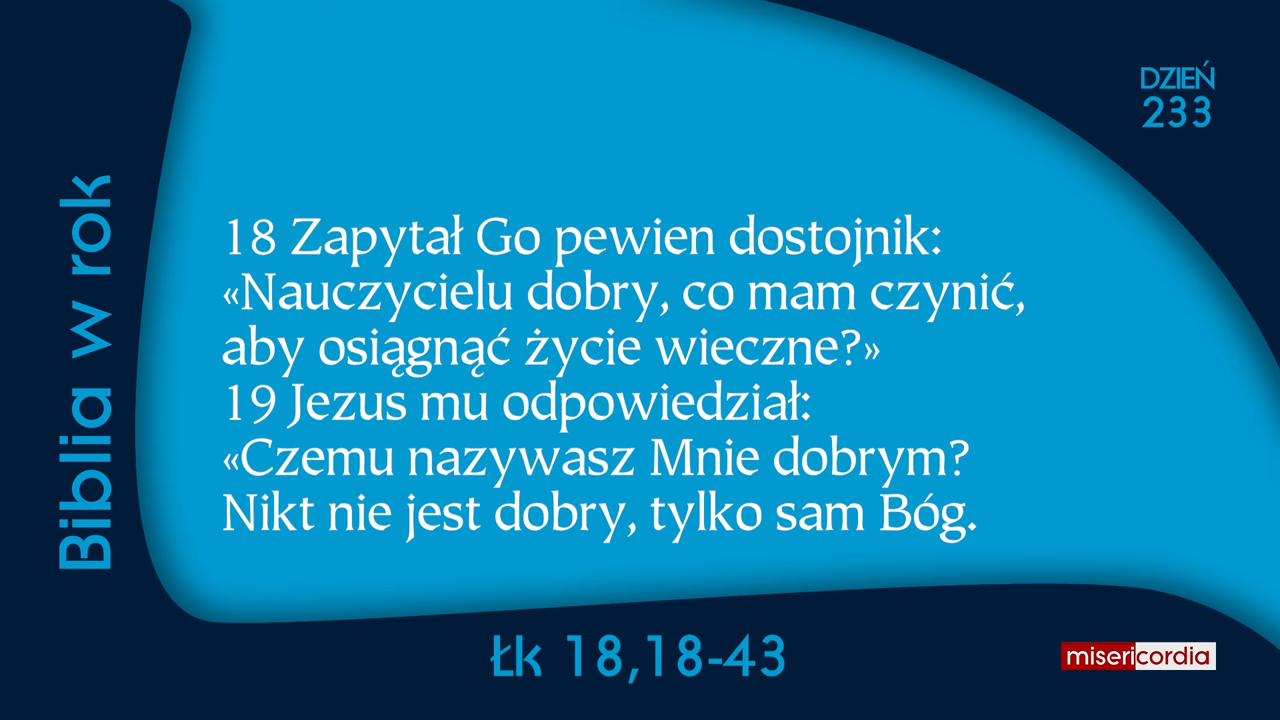 DZIEŃ
233
Biblia w rok
18 Zapytał Go pewien dostojnik:
«Nauczycielu dobry, co mam czynić,
aby osiągnąć życie wieczne?»
19 Jezus mu odpowiedział:
«Czemu nazywasz Mnie dobrym?
Nikt nie jest dobry, tylko sam Bóg.
Łk 18,18-43
misericordia